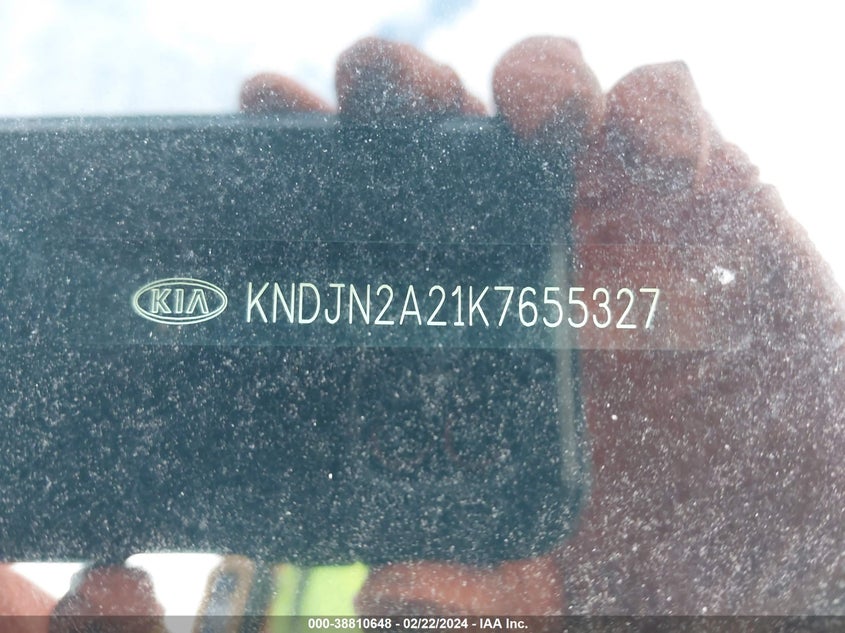 KIA KNDJN2A21K7655327
000-38810648 - 02/22/2024 - IAA Inc.